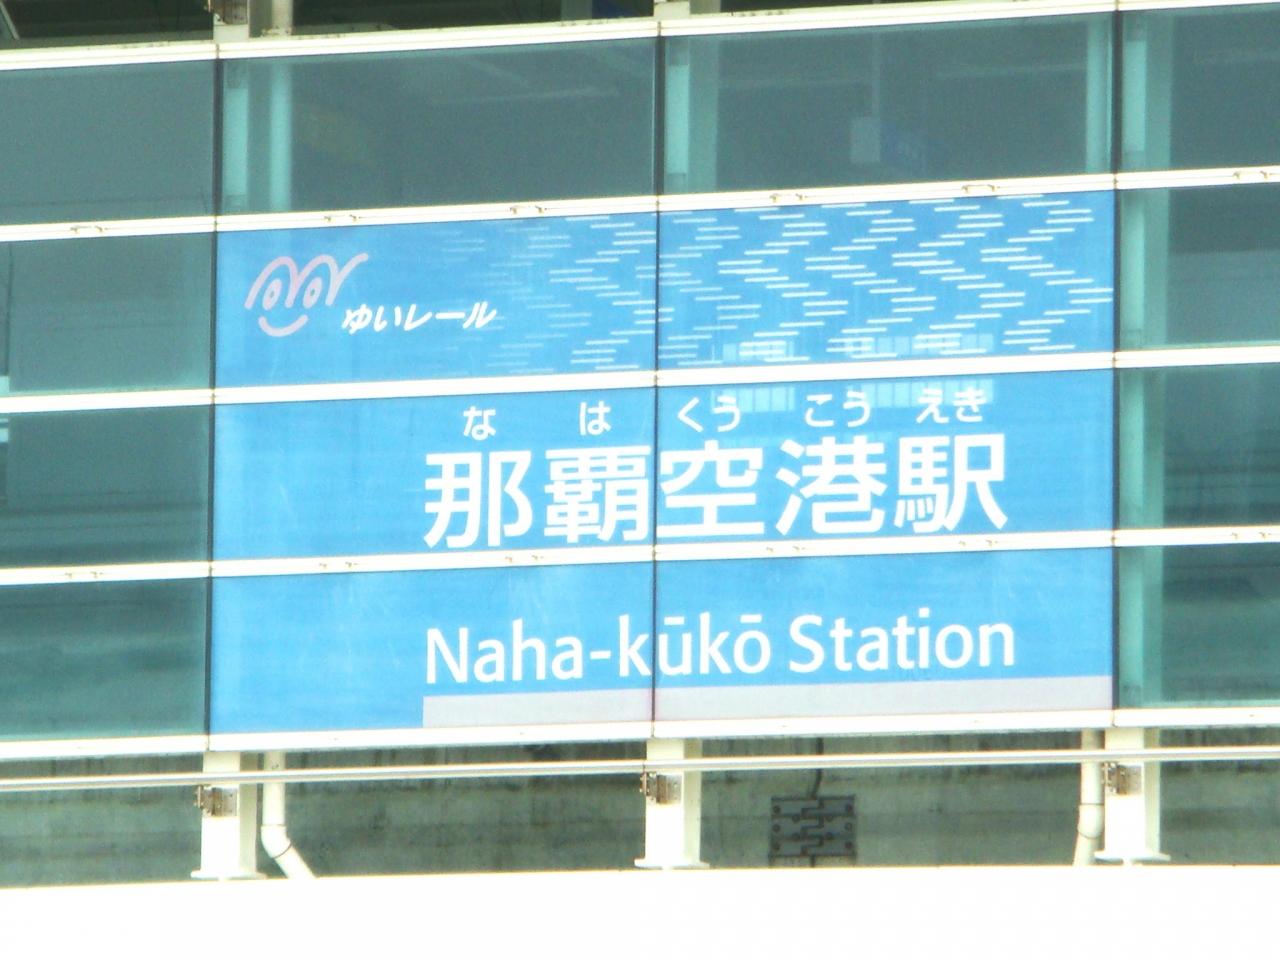 ゆいレール
な は くう こう えき
那覇空港駅
Naha-kūkō Station